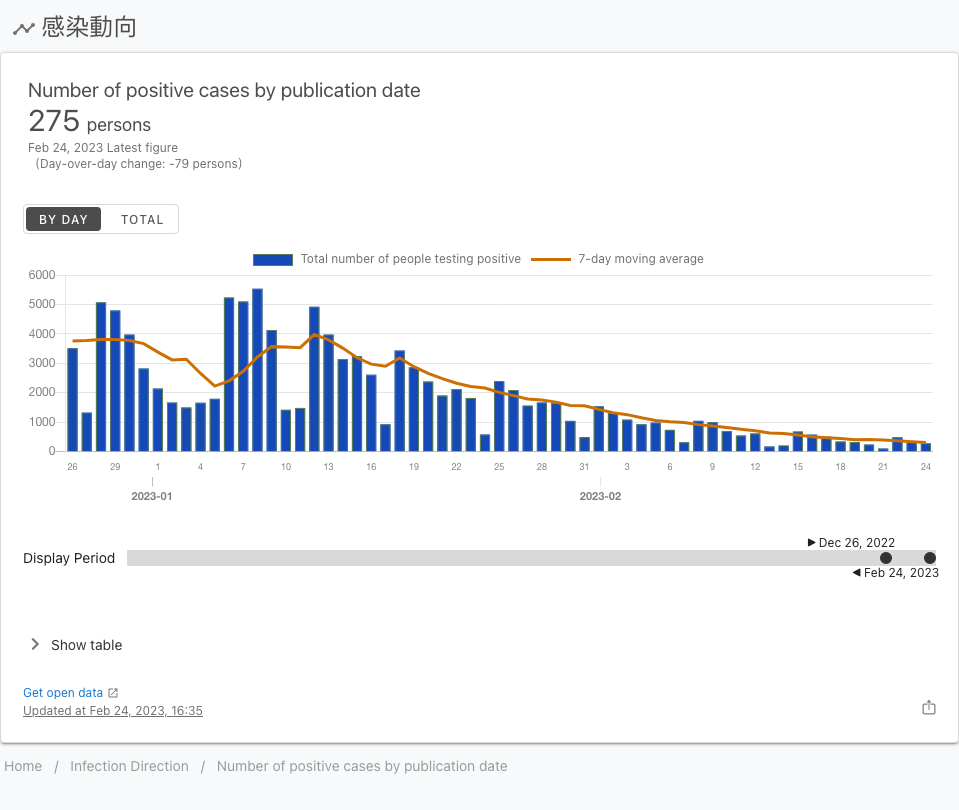 感染動向
Number of positive cases by publication date
275 persons
Feb 24, 2023 Latest figure
(Day-over-day change: -79 persons)
BY DAY TOTAL
Total number of people testing positive 7-day moving average
6000
5000
4000
3000
2000
1000
0
26 29 1 4 7 10 13 16 19 22 25 28 31 3 6 9 12 15 18 21 24
2023-01 2023-02
Dec 26, 2022
Display Period
Feb 24, 2023
Show table
Get open data
Updated at Feb 24, 2023, 16:35
Home / Infection Direction / Number of positive cases by publication date